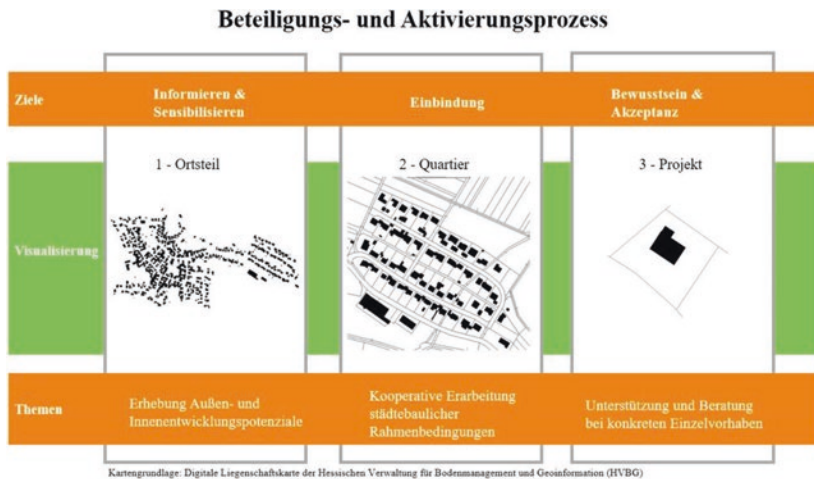 Beteiligungs- und Aktivierungsprozess
Ziele
Informieren &
Sensibilisieren
Einbindung
Bewusstsein &
Akzeptanz
Visualisierung
1 - Ortsteil
2 - Quartier
3 - Projekt
Themen
Erhebung Außen- und
Innenentwicklungspotenziale
Kooperative Erarbeitung
städtebaulicher
Rahmenbedingungen
Unterstützung und Beratung
bei konkreten Einzelvorhaben
Kartengrundlage: Digitale Liegenschaftskarte der Hessischen Verwaltung für Bodenmanagement und Geoinformation (HVBG)